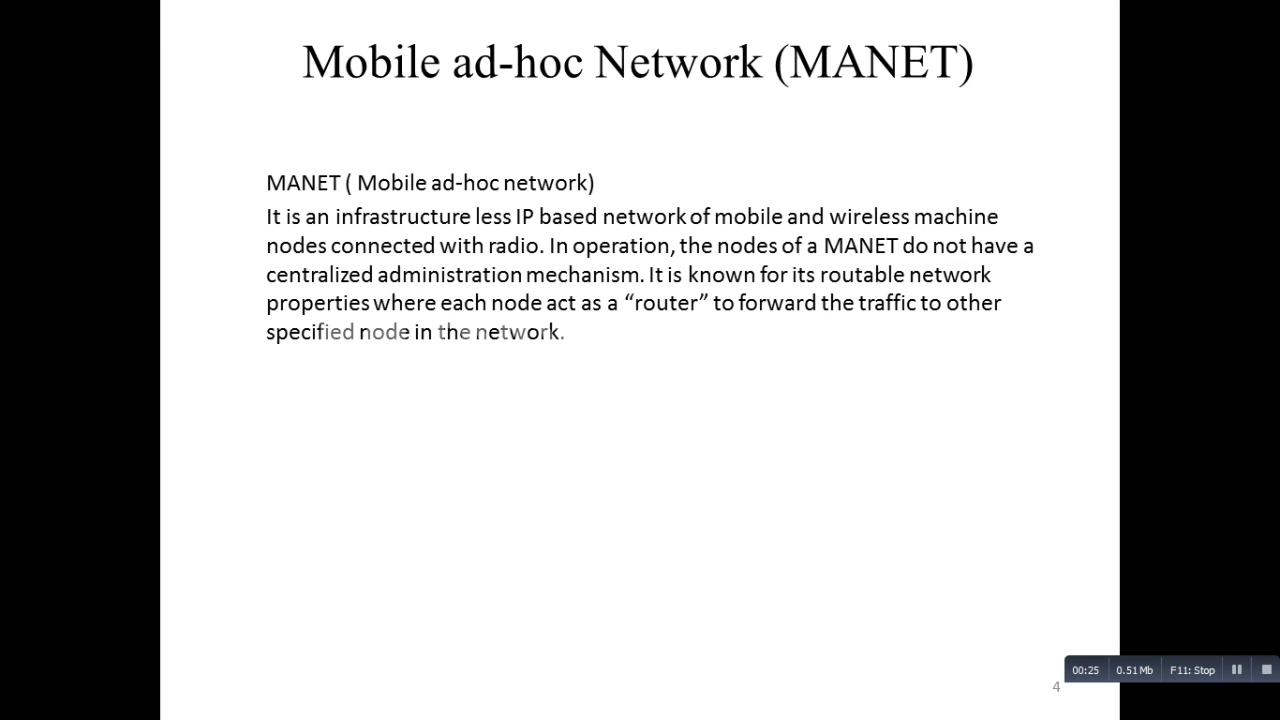 Mobile ad-hoc Network (MANET)
MANET ( Mobile ad-hoc network)
It is an infrastructure less IP based network of mobile and wireless machine
nodes connected with radio. In operation, the nodes of a MANET do not have a
centralized administration mechanism. It is known for its routable network
properties where each node act as a “router” to forward the traffic to other
specified node in the network.
00:25 0.51 Mb F11: Stop
4